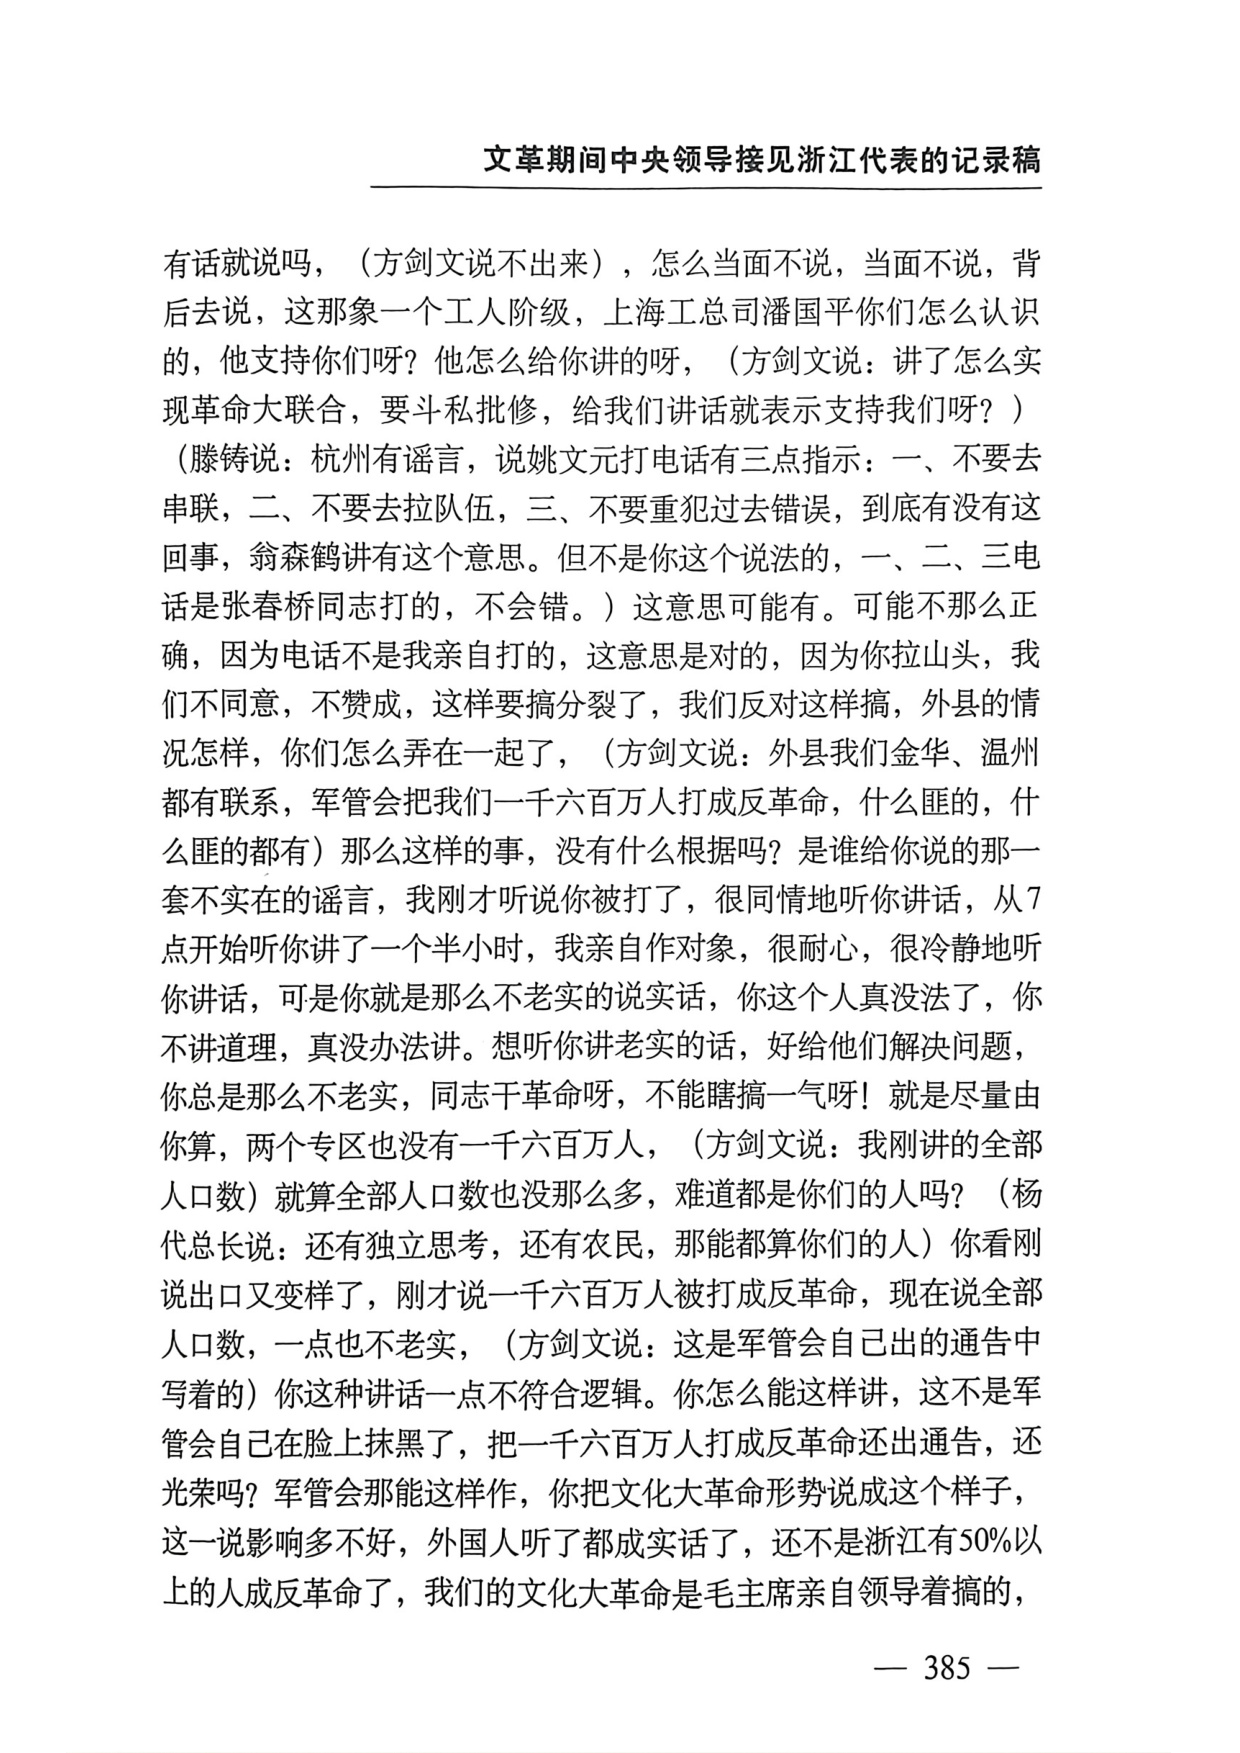 文革期间中央领导接见浙江代表的记录稿
有话就说吗，（方剑文说不出来），怎么当面不说，当面不说，背
后去说，这那象一个工人阶级，上海工总司潘国平你们怎么认识
的，他支持你们呀？他怎么给你讲的呀，（方剑文说：讲了怎么实
现革命大联合，要斗私批修，给我们讲话就表示支持我们呀？）
（滕铸说：杭州有谣言，说姚文元打电话有三点指示：一、不要去
串联，二、不要去拉队伍，三、不要重犯过去错误，到底有没有这
回事，翁森鹤讲有这个意思。但不是你这个说法的，一、二、三电
话是张春桥同志打的，不会错。）这意思可能有。可能不那么正
确，因为电话不是我亲自打的，这意思是对的，因为你拉山头，我
们不同意，不赞成，这样要搞分裂了，我们反对这样搞，外县的情
况怎样，你们怎么弄在一起了，（方剑文说：外县我们金华、温州
都有联系，军管会把我们一千六百万人打成反革命，什么匪的，什
么匪的都有）那么这样的事，没有什么根据吗？是谁给你说的那一
套不实在的谣言，我刚才听说你被打了，很同情地听你讲话，从7
点开始听你讲了一个半小时，我亲自作对象，很耐心，很冷静地听
你讲话，可是你就是那么不老实的说实话，你这个人真没法了，你
不讲道理，真没办法讲。想听你讲老实的话，好给他们解决问题，
你总是那么不老实，同志干革命呀，不能瞎搞一气呀！就是尽量由
你算，两个专区也没有一千六百万人，（方剑文说：我刚讲的全部
人口数）就算全部人口数也没那么多，难道都是你们的人吗？（杨
代总长说：还有独立思考，还有农民，那能都算你们的人）你看刚
说出口又变样了，刚才说一千六百万人被打成反革命，现在说全部
人口数，一点也不老实，（方剑文说：这是军管会自己出的通告中
写着的）你这种讲话一点不符合逻辑。你怎么能这样讲，这不是军
管会自己在脸上抹黑了，把一千六百万人打成反革命还出通告，还
光荣吗？军管会那能这样作，你把文化大革命形势说成这个样子，
这一说影响多不好，外国人听了都成实话了，还不是浙江有50%以
上的人成反革命了，我们的文化大革命是毛主席亲自领导着搞的，
— 385 —